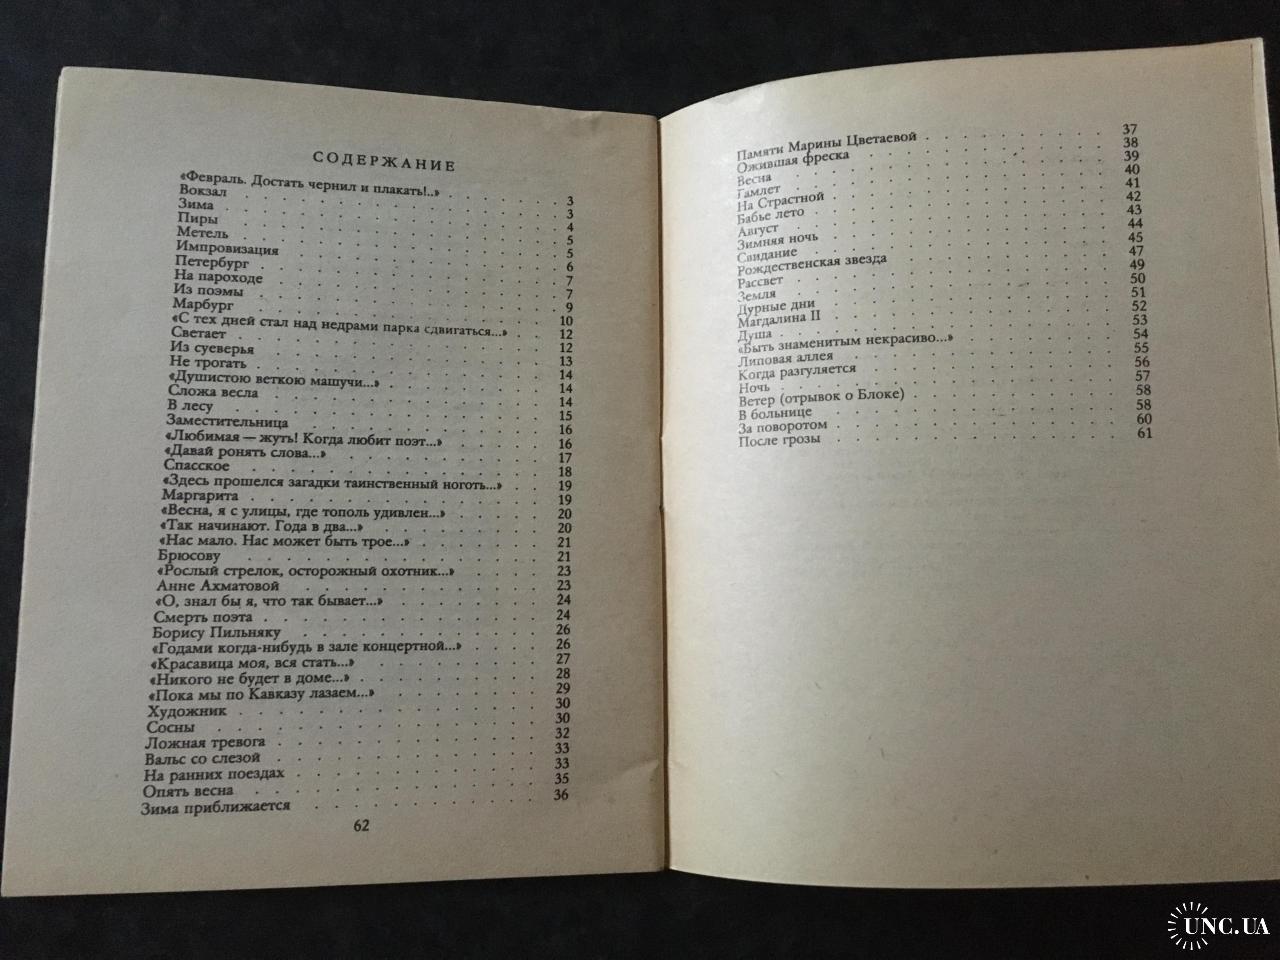 СОДЕРЖАНИЕ
«Февраль. Достать чернил и плакать!..» 3
Вокзал . . . 3
Зима . . . 4
Пиры . . . 5
Метель . . . 5
Импровизация . . . 6
Петербург . . . 7
На пароходе . . . 7
Из поэмы . . . 9
Марбург . . . 10
«С тех дней стал над недрами парка сдвигаться...» 12
Светает . . . 12
Из суеверья . . . 13
Не трогать . . . 14
«Душистою веткою машучи...» . . . 14
Сложа весла . . . 14
В лесу . . . 15
Заместительница . . . 16
«Любимая — жуть! Когда любит поэт...» . . . 16
«Давай ронять слова...» . . . 17
Спасское . . . 18
«Здесь прошелся загадки таинственный ноготь...» . . . 19
Маргарита . . . 19
«Весна, я с улицы, где тополь удивлен...» . . . 20
«Так начинают. Года в два...» . . . 20
«Нас мало. Нас может быть трое...» . . . 21
Брюсову . . . 21
«Рослый стрелок, осторожный охотник...» . . . 23
Анне Ахматовой . . . 23
«О, знал бы я, что так бывает...» . . . 24
Смерть поэта . . . 24
Борису Пильняку . . . 26
«Годами когда-нибудь в зале концертной...» . . . 26
«Красавица моя, вся стать...» . . . 27
«Никого не будет в доме...» . . . 28
«Пока мы по Кавказу лазаем...» . . . 29
Художник . . . 30
Сосны . . . 30
Ложная тревога . . . 32
Вальс со слезой . . . 33
На ранних поездах . . . 33
Опять весна . . . 35
Зима приближается . . . 36
62
Памяти Марины Цветаевой . . . 37
Ожившая фреска . . . 38
Весна . . . 39
Гамлет . . . 40
На Страстной . . . 41
Бабье лето . . . 42
Август . . . 43
Зимняя ночь . . . 44
Свидание . . . 45
Рождественская звезда . . . 47
Рассвет . . . 49
Земля . . . 50
Дурные дни . . . 51
Магдалина II . . . 52
Душа . . . 53
«Быть знаменитым некрасиво...» . . . 54
Липовая аллея . . . 55
Когда разгуляется . . . 56
Ночь . . . 57
Ветер (отрывок о Блоке) . . . 58
В больнице . . . 58
За поворотом . . . 60
После грозы . . . 61
UNC.UA